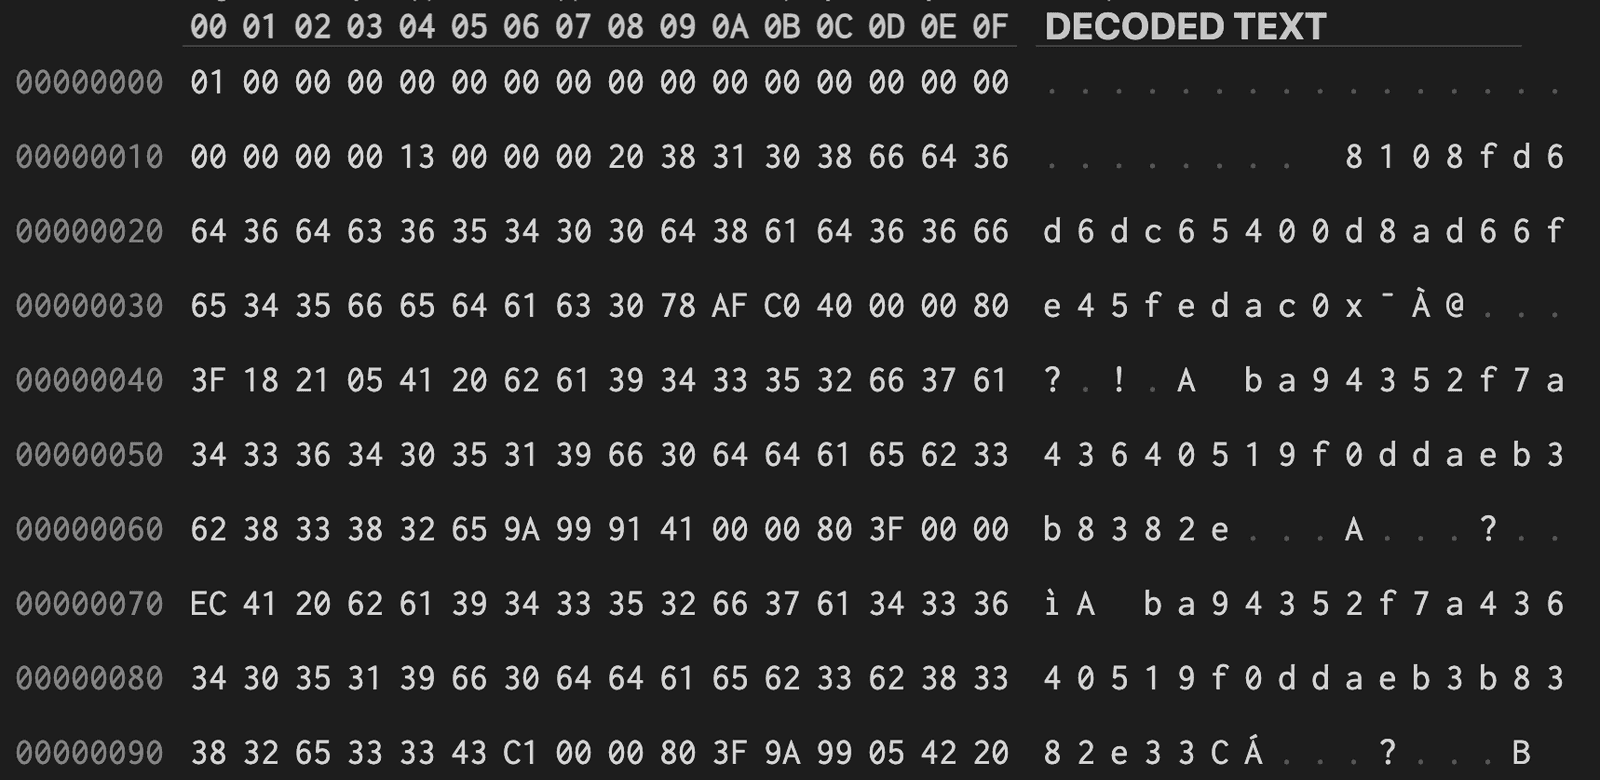 00 01 02 03 04 05 06 07 08 09 0A 0B 0C 0D 0E 0F DECODED TEXT
00000000 01 00 00 00 00 00 00 00 00 00 00 00 00 00 00 00 . . . . . . . . . . . . . . . .
00000010 00 00 00 00 13 00 00 00 20 38 31 30 38 66 64 36 . . . . . . . .   8 1 0 8 f d 6
00000020 64 36 64 63 36 35 34 30 30 64 38 61 64 36 36 66 d 6 d c 6 5 4 0 0 d 8 a d 6 6 f
00000030 65 34 35 66 65 64 61 63 30 78 AF C0 40 00 00 80 e 4 5 f e d a c 0 x ¯ À @ . . .
00000040 3F 18 21 05 41 20 62 61 39 34 33 35 32 66 37 61 ? . ! . A   b a 9 4 3 5 2 f 7 a
00000050 34 33 36 34 30 35 31 39 66 30 64 64 61 65 62 33 4 3 6 4 0 5 1 9 f 0 d d a e b 3
00000060 62 38 33 38 32 65 9A 99 91 41 00 00 80 3F 00 00 b 8 3 8 2 e . . . A . . . ? . .
00000070 EC 41 20 62 61 39 34 33 35 32 66 37 61 34 33 36 ì A   b a 9 4 3 5 2 f 7 a 4 3 6
00000080 34 30 35 31 39 66 30 64 64 61 65 62 33 62 38 33 4 0 5 1 9 f 0 d d a e b 3 b 8 3
00000090 38 32 65 33 33 43 C1 00 00 80 3F 9A 99 05 42 20 8 2 e 3 3 C Á . . . ? . . . B